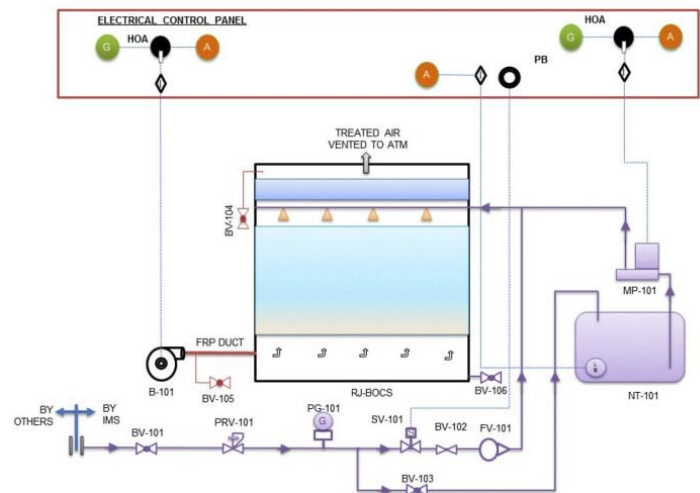 ELECTRICAL CONTROL PANEL
G
HOA
A
A
PB
G
HOA
A
TREATED AIR
VENTED TO ATM
BV-104
MP-101
FRP DUCT
B-101
BV-105
RJ-BOCS
BV-106
NT-101
BY
OTHERS
BY
IMS
BV-101
PRV-101
PG-101
G
SV-101
BV-102
FV-101
BV-103